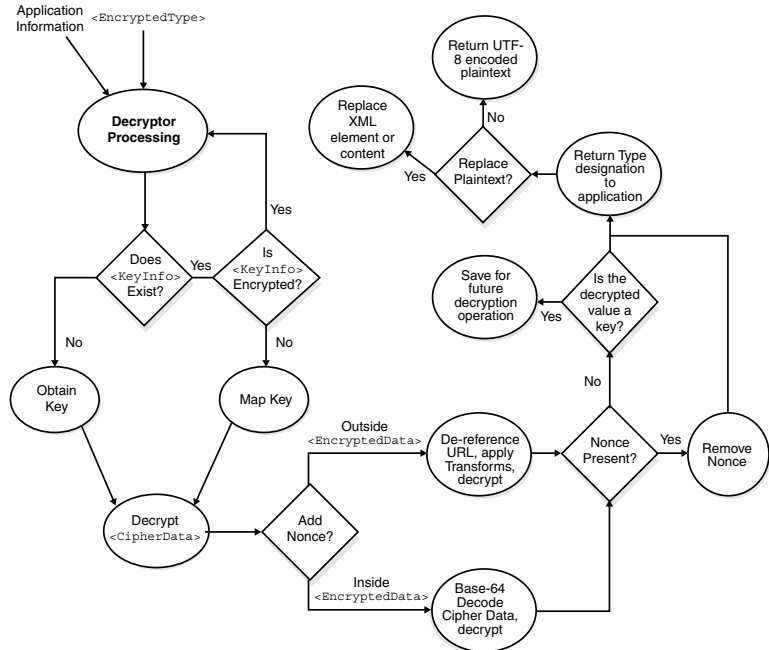 Application
Information
<EncryptedType>
Decryptor
Processing
Yes
Does
<KeyInfo>
Exist?
Yes
Is
<KeyInfo>
Encrypted?
No
No
Obtain
Key
Map Key
Decrypt
<CipherData>
Add
Nonce?
Outside
<EncryptedData>
Inside
<EncryptedData>
De-reference
URL, apply
Transforms,
decrypt
Base-64
Decode
Cipher Data,
decrypt
Nonce
Present?
Yes
Remove
Nonce
No
Is the
decrypted
value a
key?
Yes
Save for
future
decryption
operation
Return Type
designation
to
application
Replace
Plaintext?
Yes
No
Replace
XML
element or
content
Return UTF-
8 encoded
plaintext